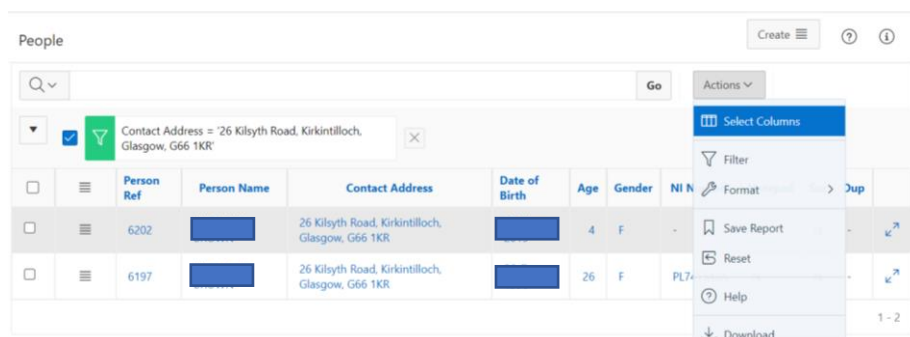 People
Create
Go
Actions
Contact Address = '26 Kilsyth Road, Kirkintilloch,
Glasgow, G66 1KR'
Select Columns
Filter
Format
Save Report
Reset
Help
Download
Person Ref Person Name Contact Address Date of Birth Age Gender NI N Dup
6202 26 Kilsyth Road, Kirkintilloch, 4 F - -
Glasgow, G66 1KR
6197 26 Kilsyth Road, Kirkintilloch, 26 F PL74 -
Glasgow, G66 1KR
1 - 2